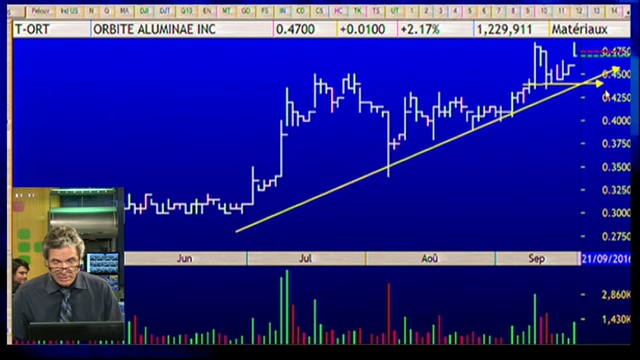 T-ORT ORBITE ALUMINAE INC 0.4700 +0.0100 +2.17% 1,229,911 Matériaux
0.4750
0.4500
0.4250
0.4000
0.3750
0.3500
0.3250
0.3000
0.2750
Jun Jul Aoû Sep 21/09/2016
2,860K
1,430K